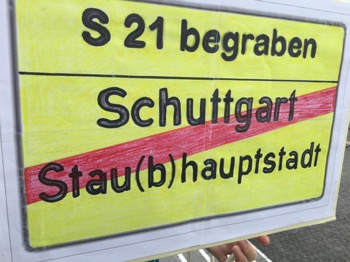 S 21 begraben
Schuttgart
Stau(b)hauptstadt